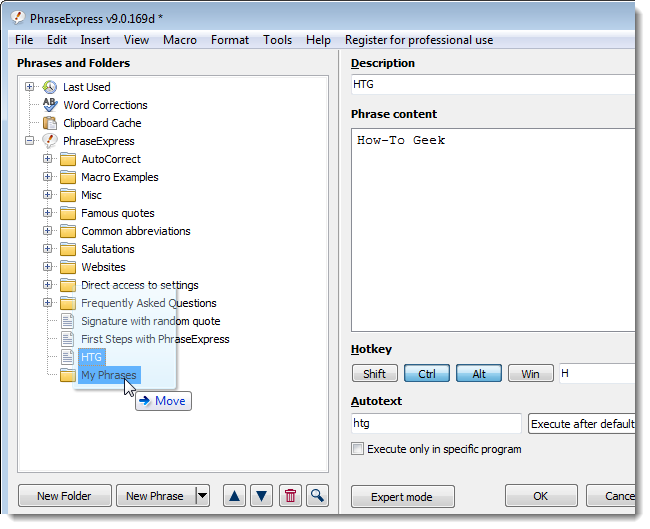 PhraseExpress v9.0.169d *
File Edit Insert View Macro Format Tools Help Register for professional use
Phrases and Folders
Last Used
Word Corrections
Clipboard Cache
PhraseExpress
AutoCorrect
Macro Examples
Misc
Famous quotes
Common abbreviations
Salutations
Websites
Direct access to settings
Frequently Asked Questions
Signature with random quote
First Steps with PhraseExpress
HTG
My Phrases
Move
New Folder New Phrase
Description
HTG
Phrase content
How-To Geek
Hotkey
Shift Ctrl Alt Win H
Autotext
htg Execute after default
Execute only in specific program
Expert mode OK Cance